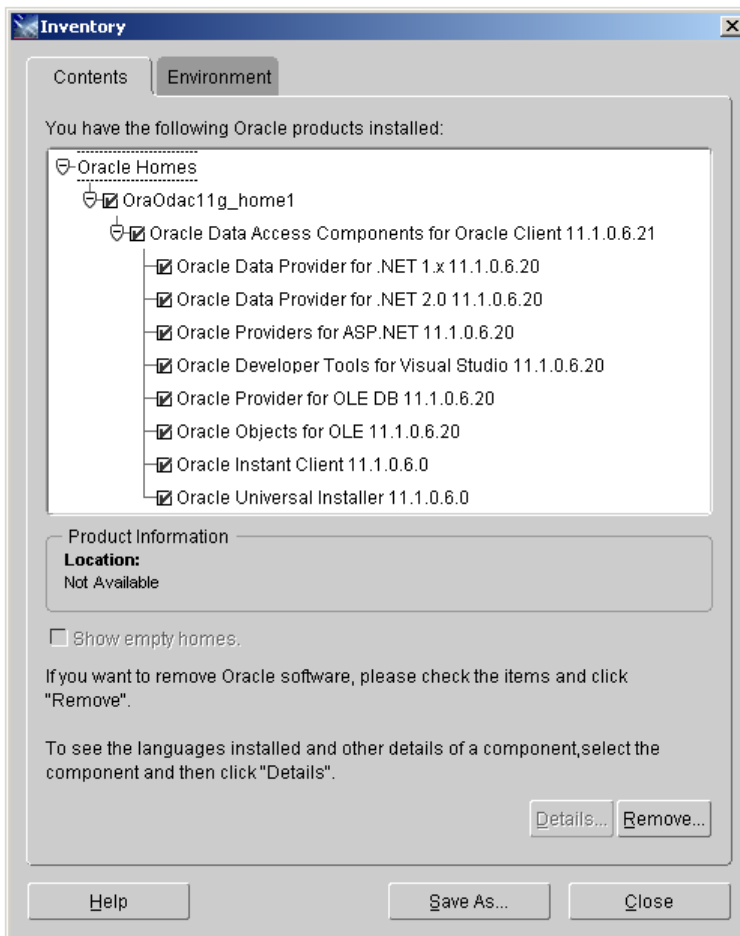 Inventory
Contents
Environment
You have the following Oracle products installed:
Oracle Homes
OraOdac11g_home1
Oracle Data Access Components for Oracle Client 11.1.0.6.21
Oracle Data Provider for .NET 1.x 11.1.0.6.20
Oracle Data Provider for .NET 2.0 11.1.0.6.20
Oracle Providers for ASP.NET 11.1.0.6.20
Oracle Developer Tools for Visual Studio 11.1.0.6.20
Oracle Provider for OLE DB 11.1.0.6.20
Oracle Objects for OLE 11.1.0.6.20
Oracle Instant Client 11.1.0.6.0
Oracle Universal Installer 11.1.0.6.0
Product Information
Location:
Not Available
Show empty homes.
If you want to remove Oracle software, please check the items and click
"Remove".
To see the languages installed and other details of a component,select the
component and then click "Details".
Details...
Remove...
Help
Save As...
Close